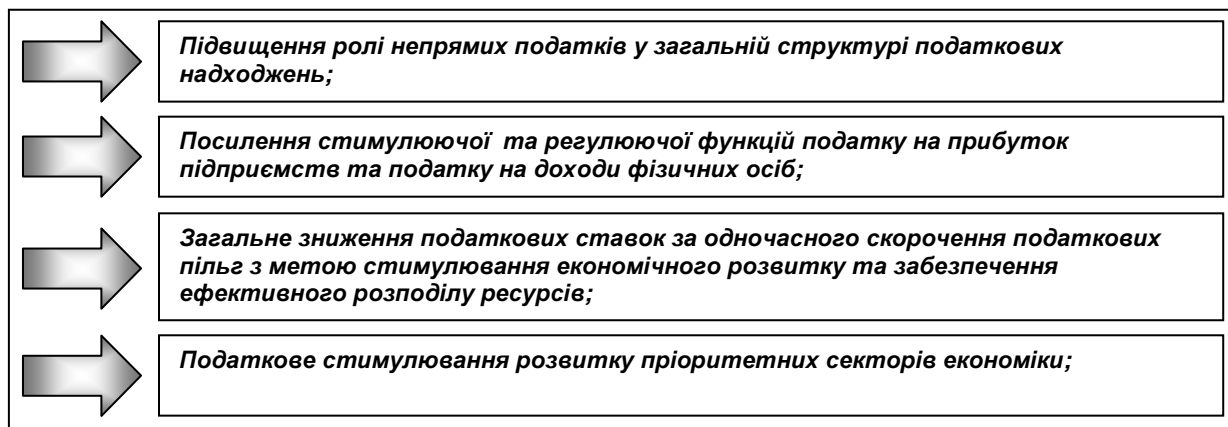 Підвищення ролі непрямих податків у загальній структурі податкових
надходжень;
Посилення стимулюючої та регулюючої функцій податку на прибуток
підприємств та податку на доходи фізичних осіб;
Загальне зниження податкових ставок за одночасного скорочення податкових
пільг з метою стимулювання економічного розвитку та забезпечення
ефективного розподілу ресурсів;
Податкове стимулювання розвитку пріоритетних секторів економіки;